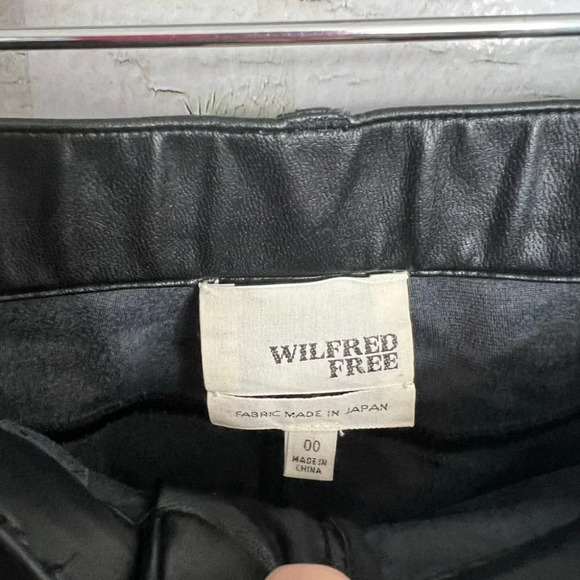 WILFRED
FREE
FABRIC MADE IN JAPAN
00
MADE IN
CHINA